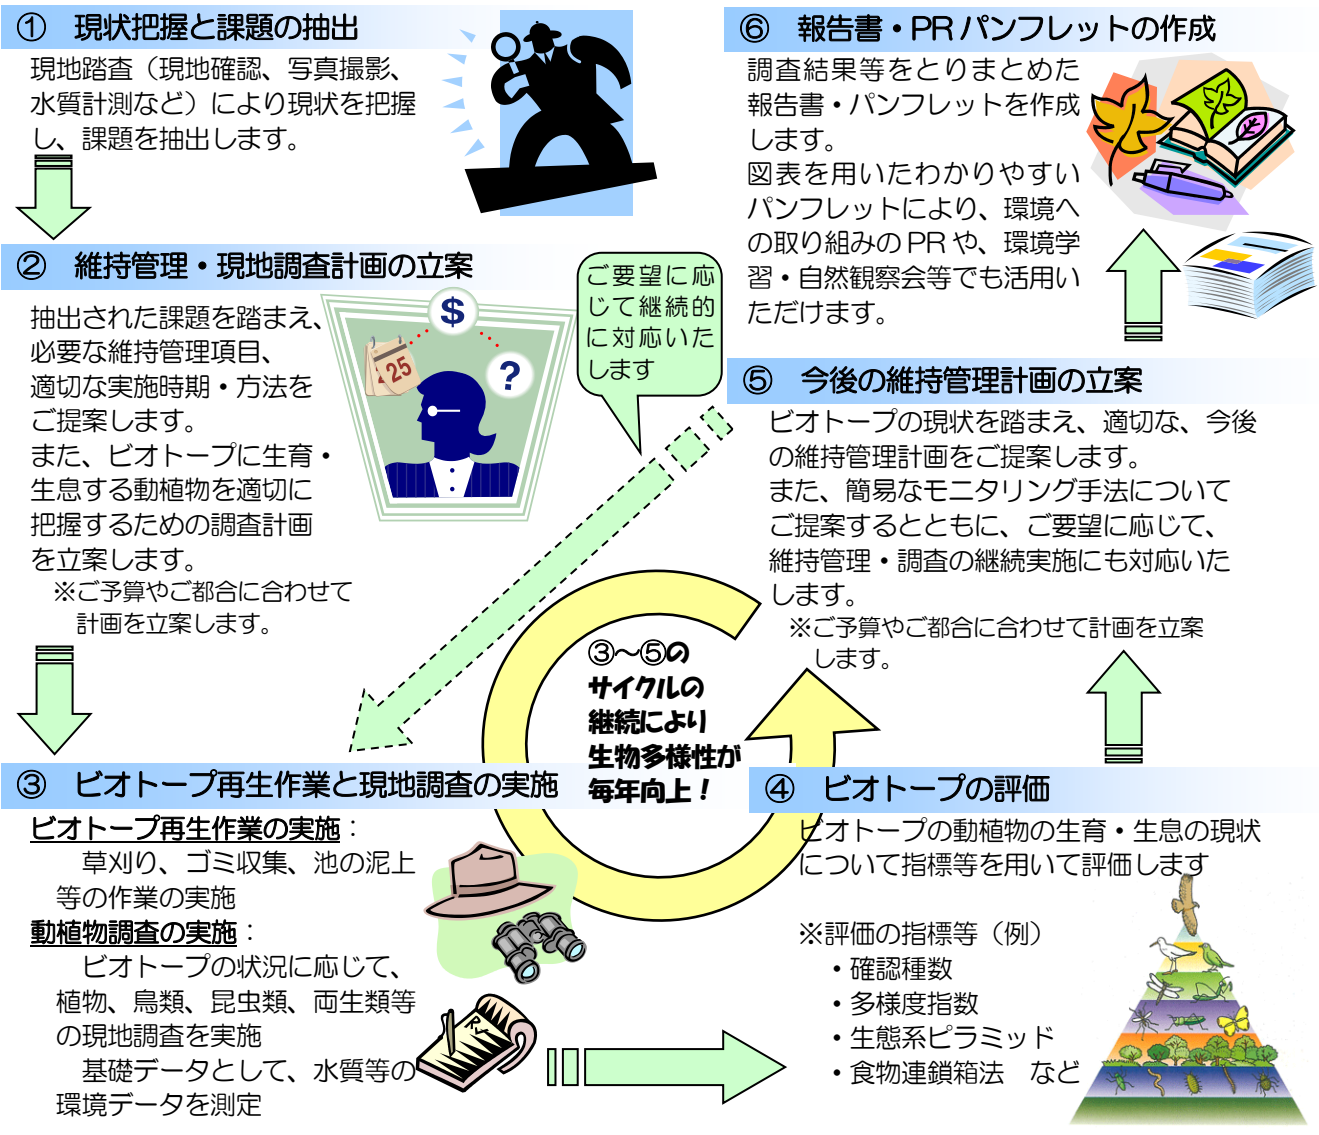 ① 現状把握と課題の抽出
現地踏査（現地確認、写真撮影、
水質計測など）により現状を把握
し、課題を抽出します。
② 維持管理・現地調査計画の立案
抽出された課題を踏まえ、
必要な維持管理項目、
適切な実施時期・方法を
ご提案します。
また、ビオトープに生育・
生息する動植物を適切に
把握するための調査計画
を立案します。
※ご予算やご都合に合わせて
計画を立案します。
$
25
?
ご要望に応
じて継続的
に対応いた
します
③ ビオトープ再生作業と現地調査の実施
ビオトープ再生作業の実施：
草刈り、ゴミ収集、池の泥上
等の作業の実施
動植物調査の実施：
ビオトープの状況に応じて、
植物、鳥類、昆虫類、両生類等
の現地調査を実施
基礎データとして、水質等の
環境データを測定
③～⑤の
サイクルの
継続により
生物多様性が
毎年向上！
④ ビオトープの評価
ビオトープの動植物の生育・生息の現状
について指標等を用いて評価します
※評価の指標等（例）
・確認種数
・多様度指数
・生態系ピラミッド
・食物連鎖箱法 など
⑤ 今後の維持管理計画の立案
ビオトープの現状を踏まえ、適切な、今後
の維持管理計画をご提案します。
また、簡易なモニタリング手法について
ご提案するとともに、ご要望に応じて、
維持管理・調査の継続実施にも対応いた
します。
※ご予算やご都合に合わせて計画を立案
します。
⑥ 報告書・PRパンフレットの作成
調査結果等をとりまとめた
報告書・パンフレットを作成
します。
図表を用いたわかりやすい
パンフレットにより、環境へ
の取り組みのPRや、環境学
習・自然観察会等でも活用い
ただけます。